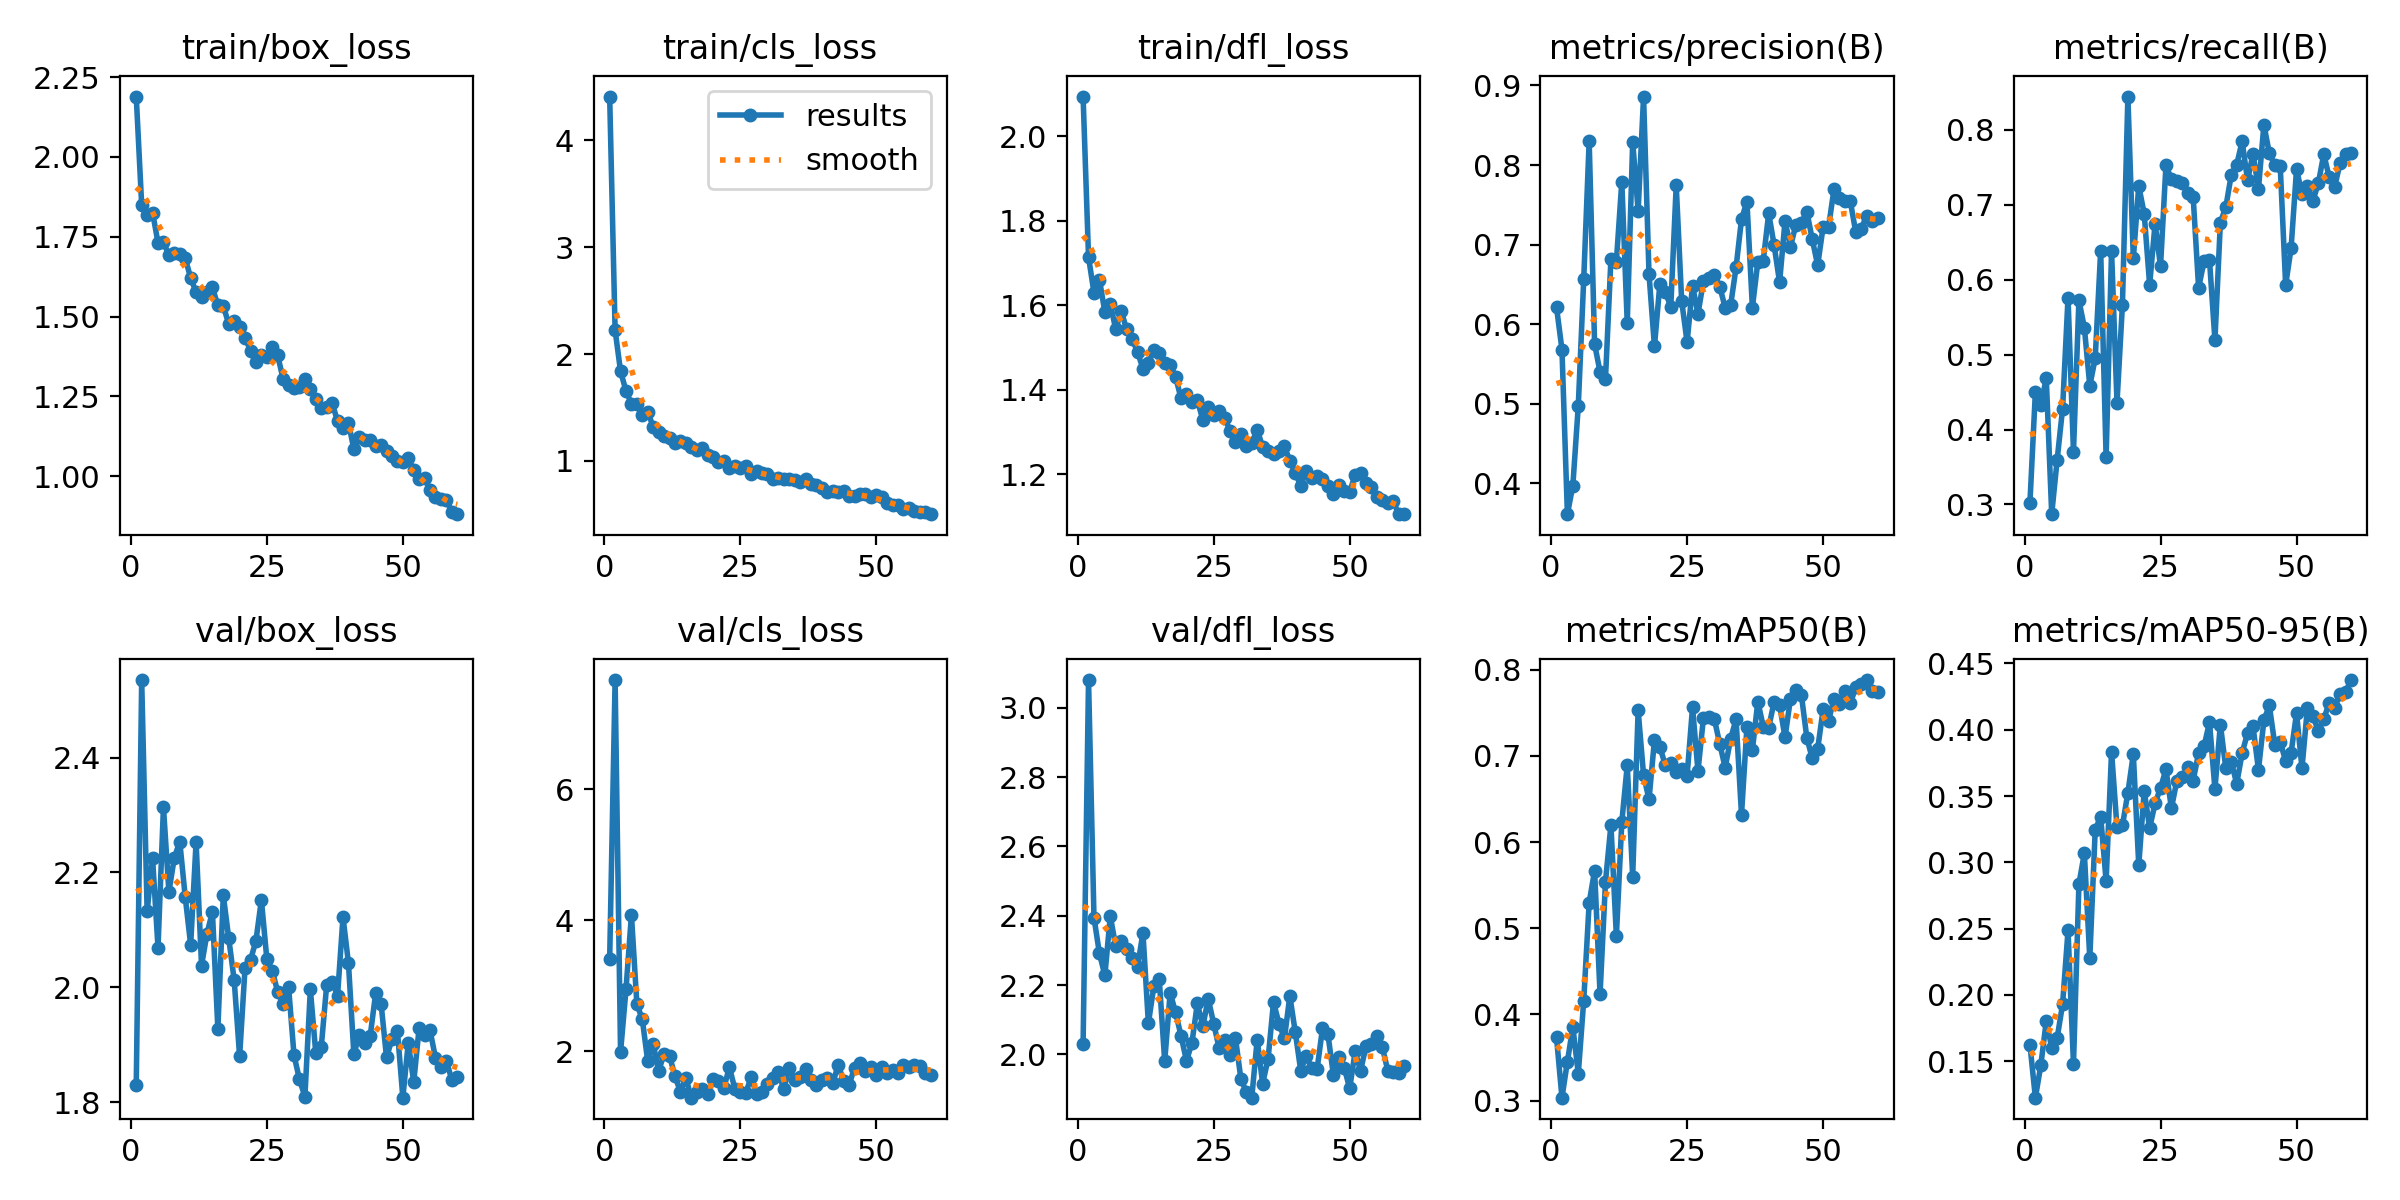 train/box_loss
2.25
2.00
1.75
1.50
1.25
1.00
0 25 50
train/cls_loss
results
smooth
4
3
2
1
0 25 50
train/dfl_loss
2.0
1.8
1.6
1.4
1.2
0 25 50
metrics/precision(B)
0.9
0.8
0.7
0.6
0.5
0.4
0 25 50
metrics/recall(B)
0.8
0.7
0.6
0.5
0.4
0.3
0 25 50
val/box_loss
2.4
2.2
2.0
1.8
0 25 50
val/cls_loss
6
4
2
0 25 50
val/dfl_loss
3.0
2.8
2.6
2.4
2.2
2.0
0 25 50
metrics/mAP50(B)
0.8
0.7
0.6
0.5
0.4
0.3
0 25 50
metrics/mAP50-95(B)
0.45
0.40
0.35
0.30
0.25
0.20
0.15
0 25 50